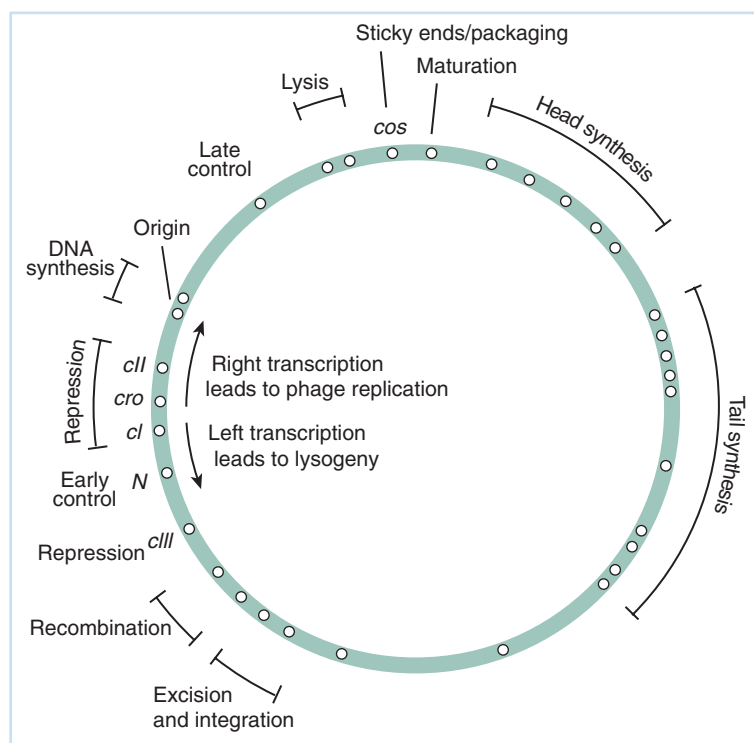 Sticky ends/packaging
Maturation
Lysis
cos
Head synthesis
Late
control
Origin
DNA
synthesis
Repression
cII
cro
cI
Right transcription
leads to phage replication
Left transcription
leads to lysogeny
Tail synthesis
Early
control
N
Repression
cIII
Recombination
Excision
and integration